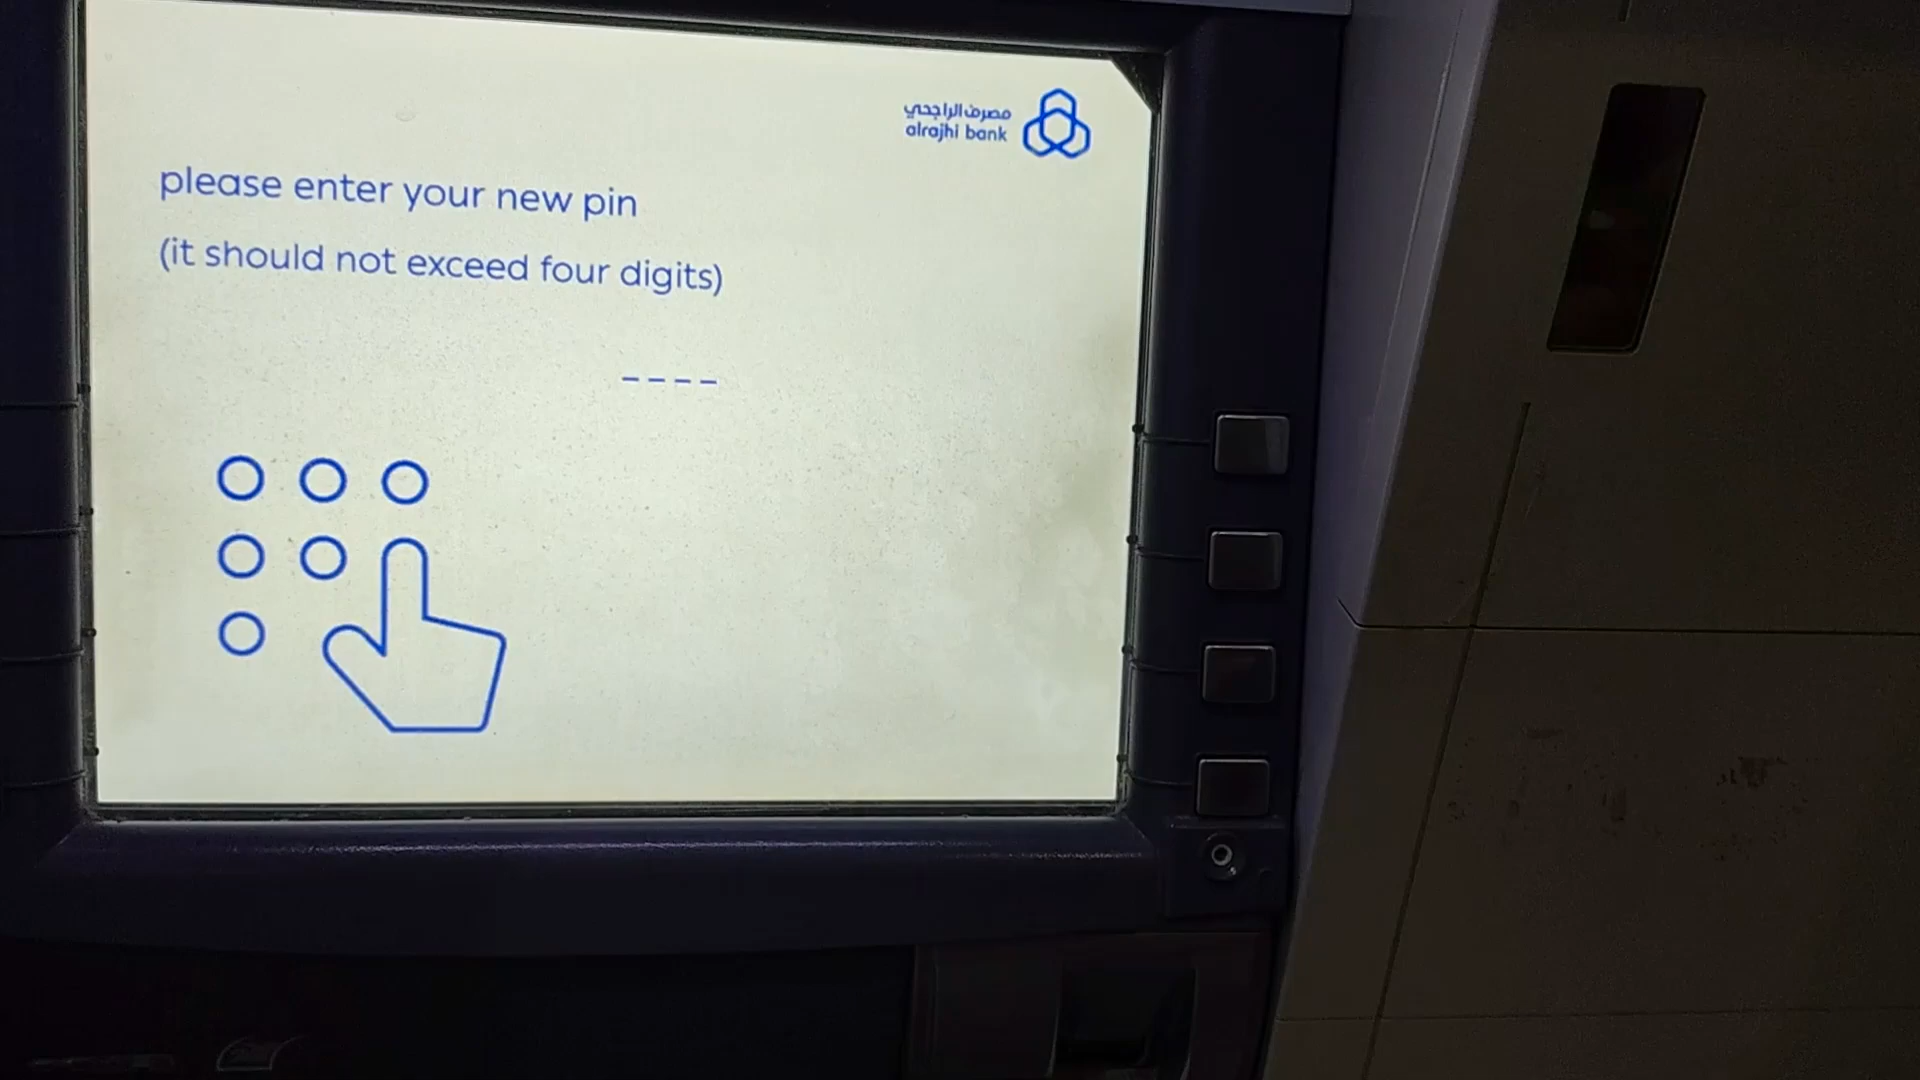 مصرف الراجحي
alrajhi bank
please enter your new pin
(it should not exceed four digits)